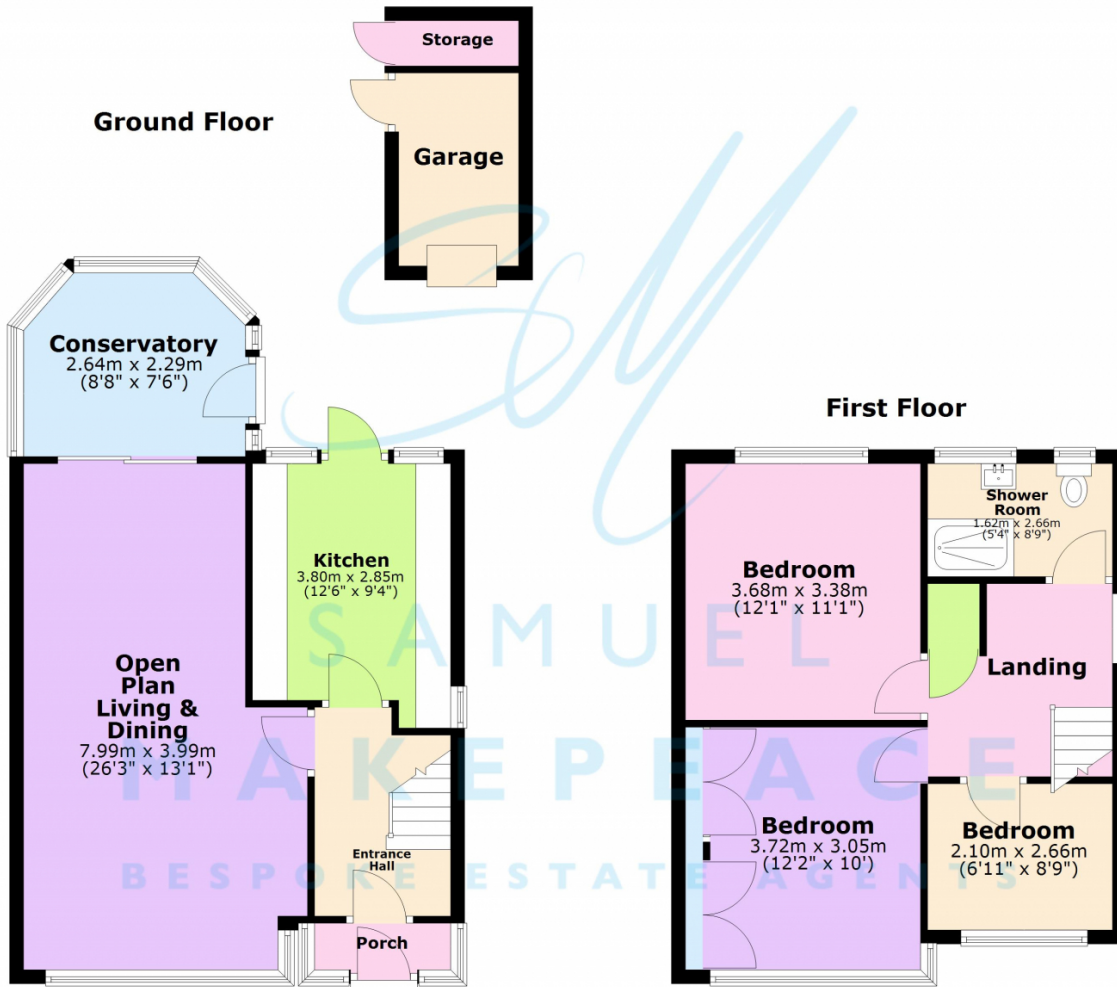 Storage
Ground Floor
Garage
Conservatory
2.64m x 2.29m
(8'8" x 7'6")
Kitchen
3.80m x 2.85m
(12'6" x 9'4")
Open
Plan
Living &
Dining
7.99m x 3.99m
(26'3" x 13'1")
Entrance
Hall
Porch
First Floor
Shower
Room
1.62m x 2.66m
(5'4" x 8'9")
Bedroom
3.68m x 3.38m
(12'1" x 11'1")
Landing
Bedroom
3.72m x 3.05m
(12'2" x 10')
Bedroom
2.10m x 2.66m
(6'11" x 8'9")
SM
SAMUEL
MAKEPEACE
BESPOKE ESTATE AGENTS